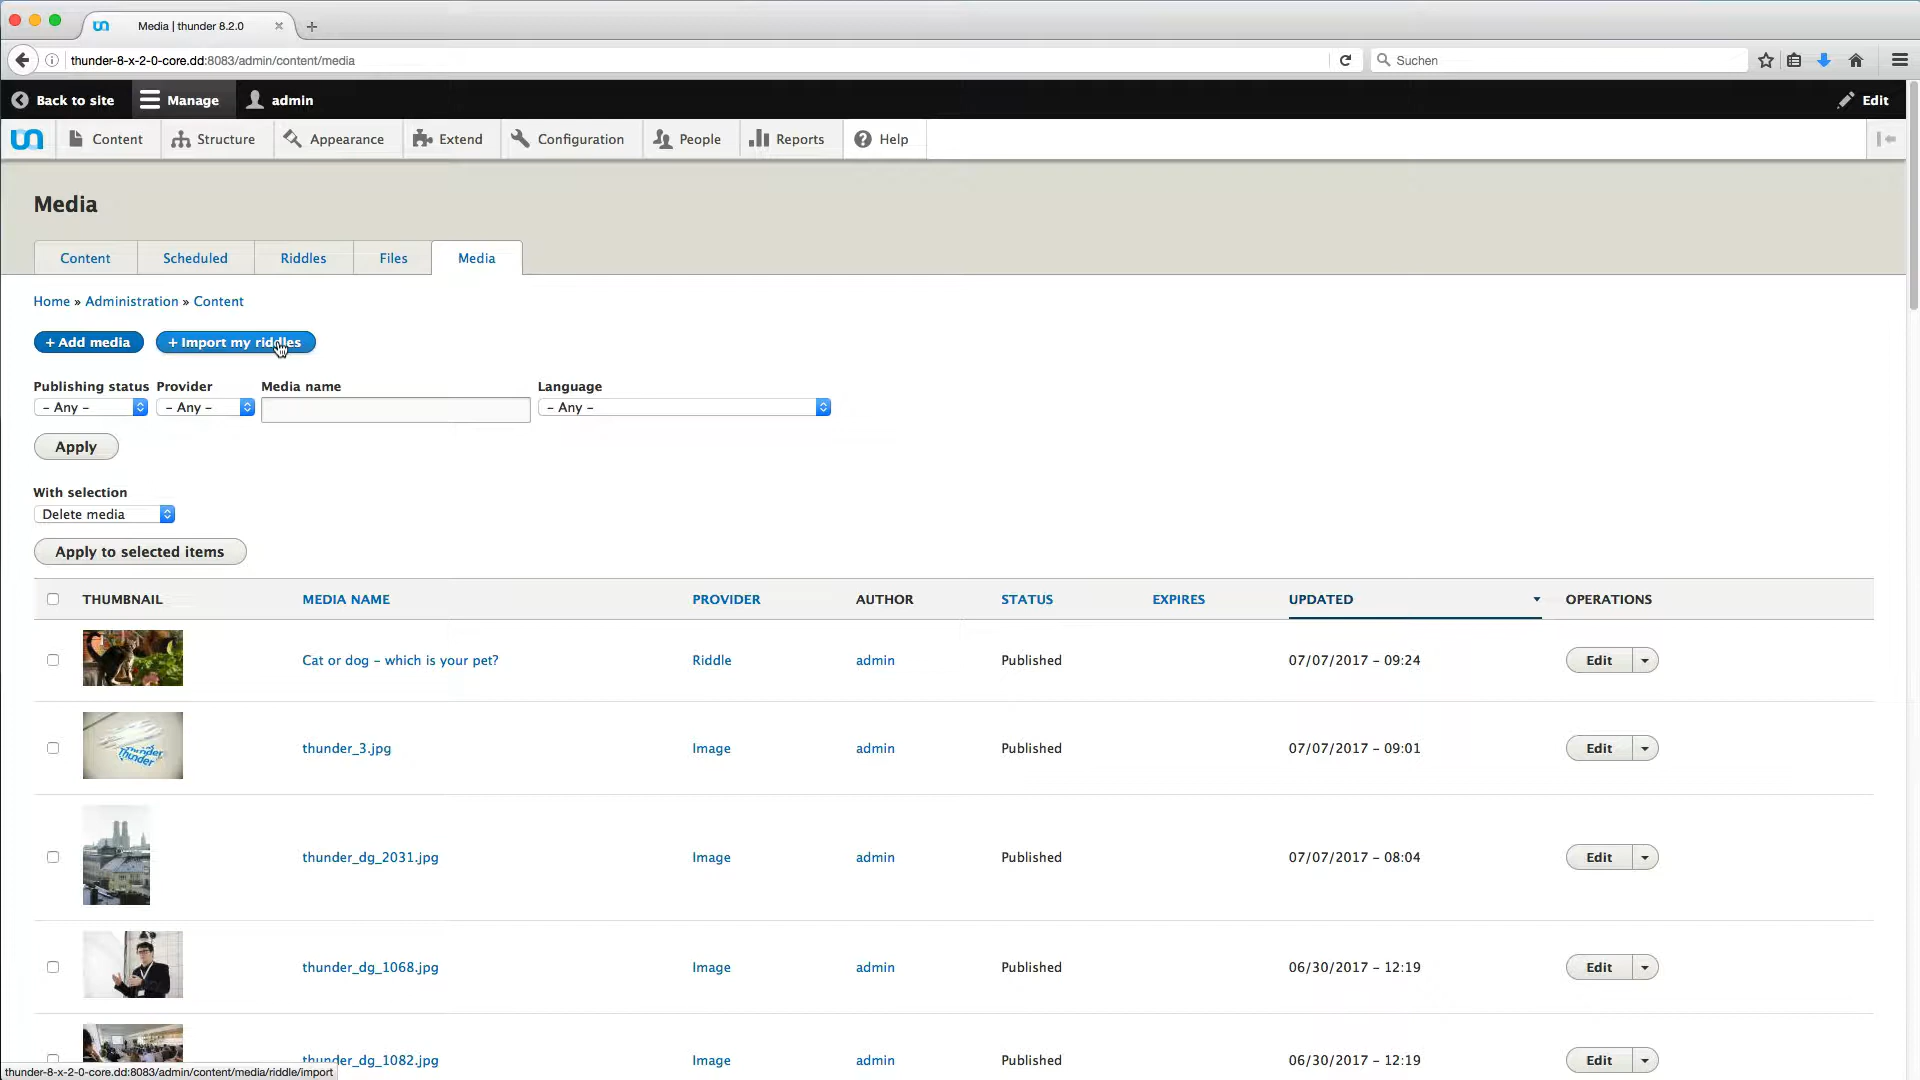 Media | thunder 8.2.0
thunder-8-x-2-0-core.dd:8083/admin/content/media
Suchen
Back to site
Manage
admin
Edit
Content
Structure
Appearance
Extend
Configuration
People
Reports
Help
Media
Content
Scheduled
Riddles
Files
Media
Home » Administration » Content
+ Add media
+ Import my riddles
Publishing status
Provider
Media name
Language
- Any -
- Any -
- Any -
Apply
With selection
Delete media
Apply to selected items
THUMBNAIL MEDIA NAME PROVIDER AUTHOR STATUS EXPIRES UPDATED OPERATIONS
Cat or dog – which is your pet? Riddle admin Published 07/07/2017 – 09:24 Edit
Thunder
thunder_3.jpg Image admin Published 07/07/2017 – 09:01 Edit
thunder_dg_2031.jpg Image admin Published 07/07/2017 – 08:04 Edit
thunder_dg_1068.jpg Image admin Published 06/30/2017 – 12:19 Edit
thunder_dg_1082.jpg Image admin Published 06/30/2017 – 12:19 Edit
thunder-8-x-2-0-core.dd:8083/admin/content/media/riddle/import